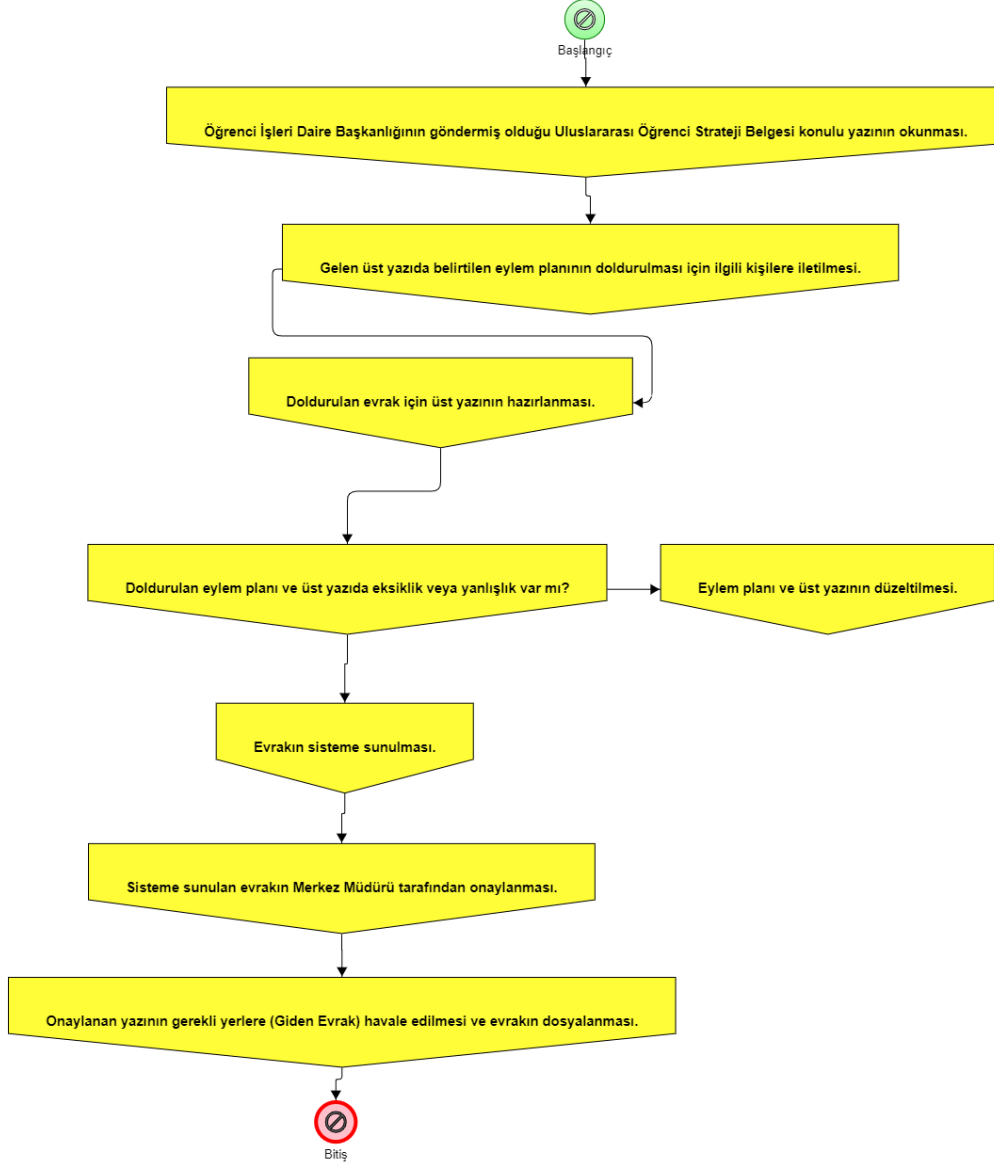 Başlangıç
Öğrenci İşleri Daire Başkanlığının göndermiş olduğu Uluslararası Öğrenci Strateji Belgesi konulu yazının okunması.
Gelen üst yazıda belirtilen eylem planının doldurulması için ilgili kişilere iletilmesi.
Doldurulan evrak için üst yazının hazırlanması.
Doldurulan eylem planı ve üst yazıda eksiklik veya yanlışlık var mı?
Eylem planı ve üst yazının düzeltilmesi.
Evrakın sisteme sunulması.
Sisteme sunulan evrakın Merkez Müdürü tarafından onaylanması.
Onaylanan yazının gerekli yerlere (Giden Evrak) havale edilmesi ve evrakın dosyalanması.
Bitiş